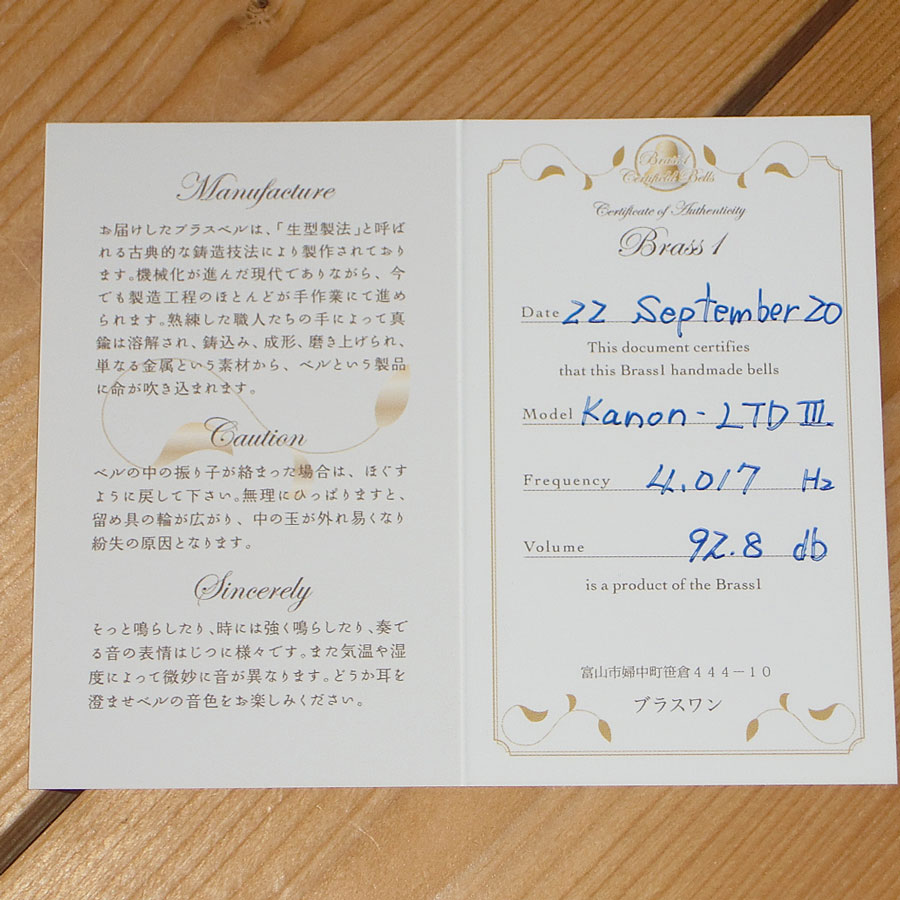 Manufacture
お届けしたブラスベルは、「生型製法」と呼ば
れる古典的な鋳造技法により製作されており
ます。機械化が進んだ現代でありながら、今
でも製造工程のほとんどが手作業にて進め
られます。熟練した職人たちの手によって真
鍮は溶解され、鋳込み、成形、磨き上げられ、
単なる金属という素材から、ベルという製品
に命が吹き込まれます。
Caution
ベルの中の振り子が絡まった場合は、ほぐす
ように戻して下さい。無理にひっぱりますと、
留め具の輪が広がり、中の玉が外れ易くなり
紛失の原因となります。
Sincerely
そっと鳴らしたり、時には強く鳴らしたり、奏で
る音の表情はじつに様々です。また気温や湿
度によって微妙に音が異なります。どうか耳を
澄ませベルの音色をお楽しみください。
Brass 1
Certificate Bells
Certificate of Authenticity
Brass 1
Date 22 September 20
This document certifies
that this Brass1 handmade bells
Model Kanon-LTD III.
Frequency 4.017 Hz
Volume 92.8 db
is a product of the Brass1
富山市婦中町笹倉444－10
ブラスワン